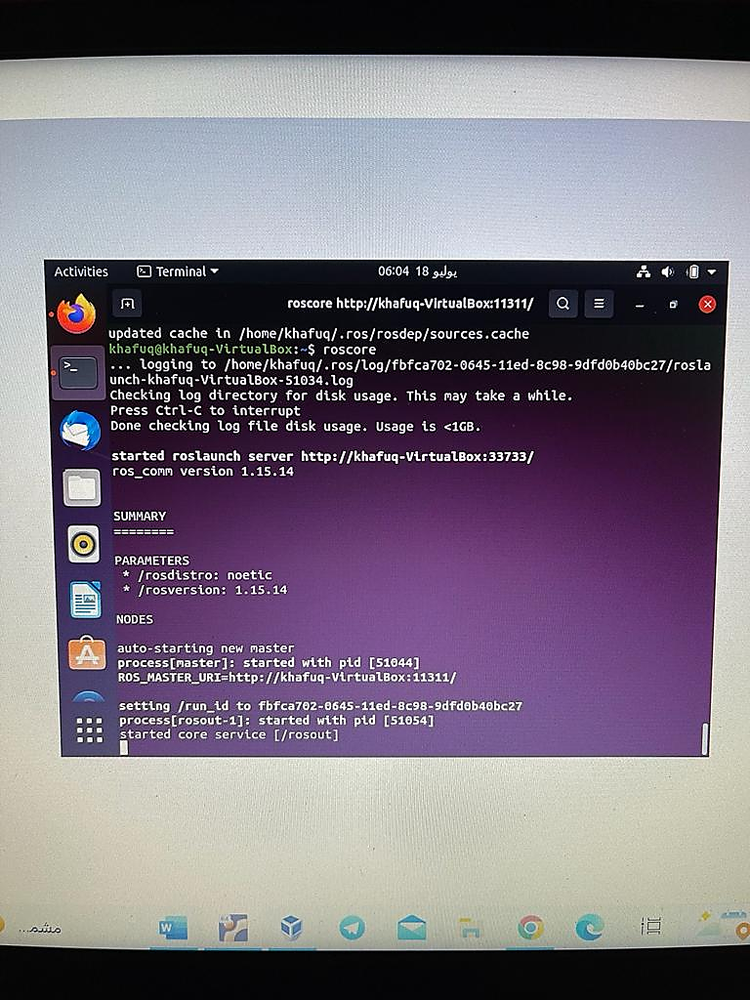 Activities Terminal 06:04 18 يوليو
roscore http://khafuq-VirtualBox:11311/
updated cache in /home/khafuq/.ros/rosdep/sources.cache
khafuq@khafuq-VirtualBox:~$ roscore
... logging to /home/khafuq/.ros/log/fbfca702-0645-11ed-8c98-9dfd0b40bc27/rosla
unch-khafuq-VirtualBox-51034.log
Checking log directory for disk usage. This may take a while.
Press Ctrl-C to interrupt
Done checking log file disk usage. Usage is <1GB.
started roslaunch server http://khafuq-VirtualBox:33733/
ros_comm version 1.15.14
SUMMARY
========
PARAMETERS
* /rosdistro: noetic
* /rosversion: 1.15.14
NODES
auto-starting new master
process[master]: started with pid [51044]
ROS_MASTER_URI=http://khafuq-VirtualBox:11311/
setting /run_id to fbfca702-0645-11ed-8c98-9dfd0b40bc27
process[rosout-1]: started with pid [51054]
started core service [/rosout]
مشمـ...